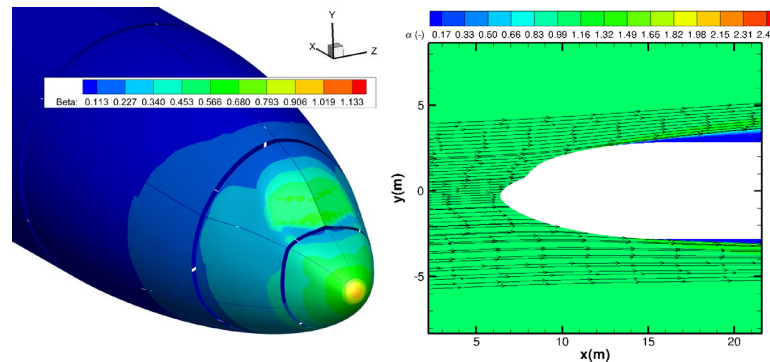 Y
X
Z
Beta: 0.113 0.227 0.340 0.453 0.566 0.680 0.793 0.906 1.019 1.133
α (-) 0.17 0.33 0.50 0.66 0.83 0.99 1.16 1.32 1.49 1.65 1.82 1.98 2.15 2.31
y(m)
5
0
-5
5 10 15 20
x(m)